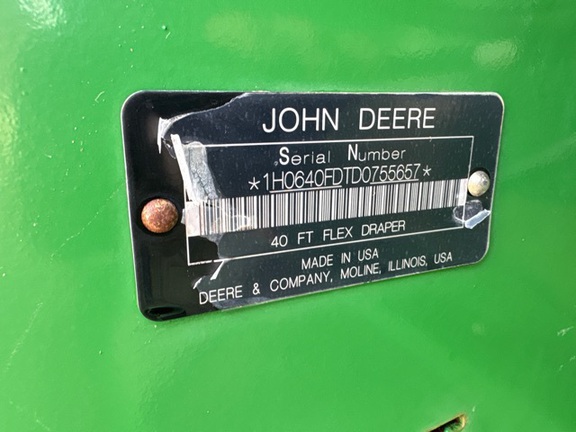 JOHN DEERE
Serial Number
*1H0640FDTD0755657*
40 FT FLEX DRAPER
MADE IN USA
DEERE & COMPANY, MOLINE, ILLINOIS, USA